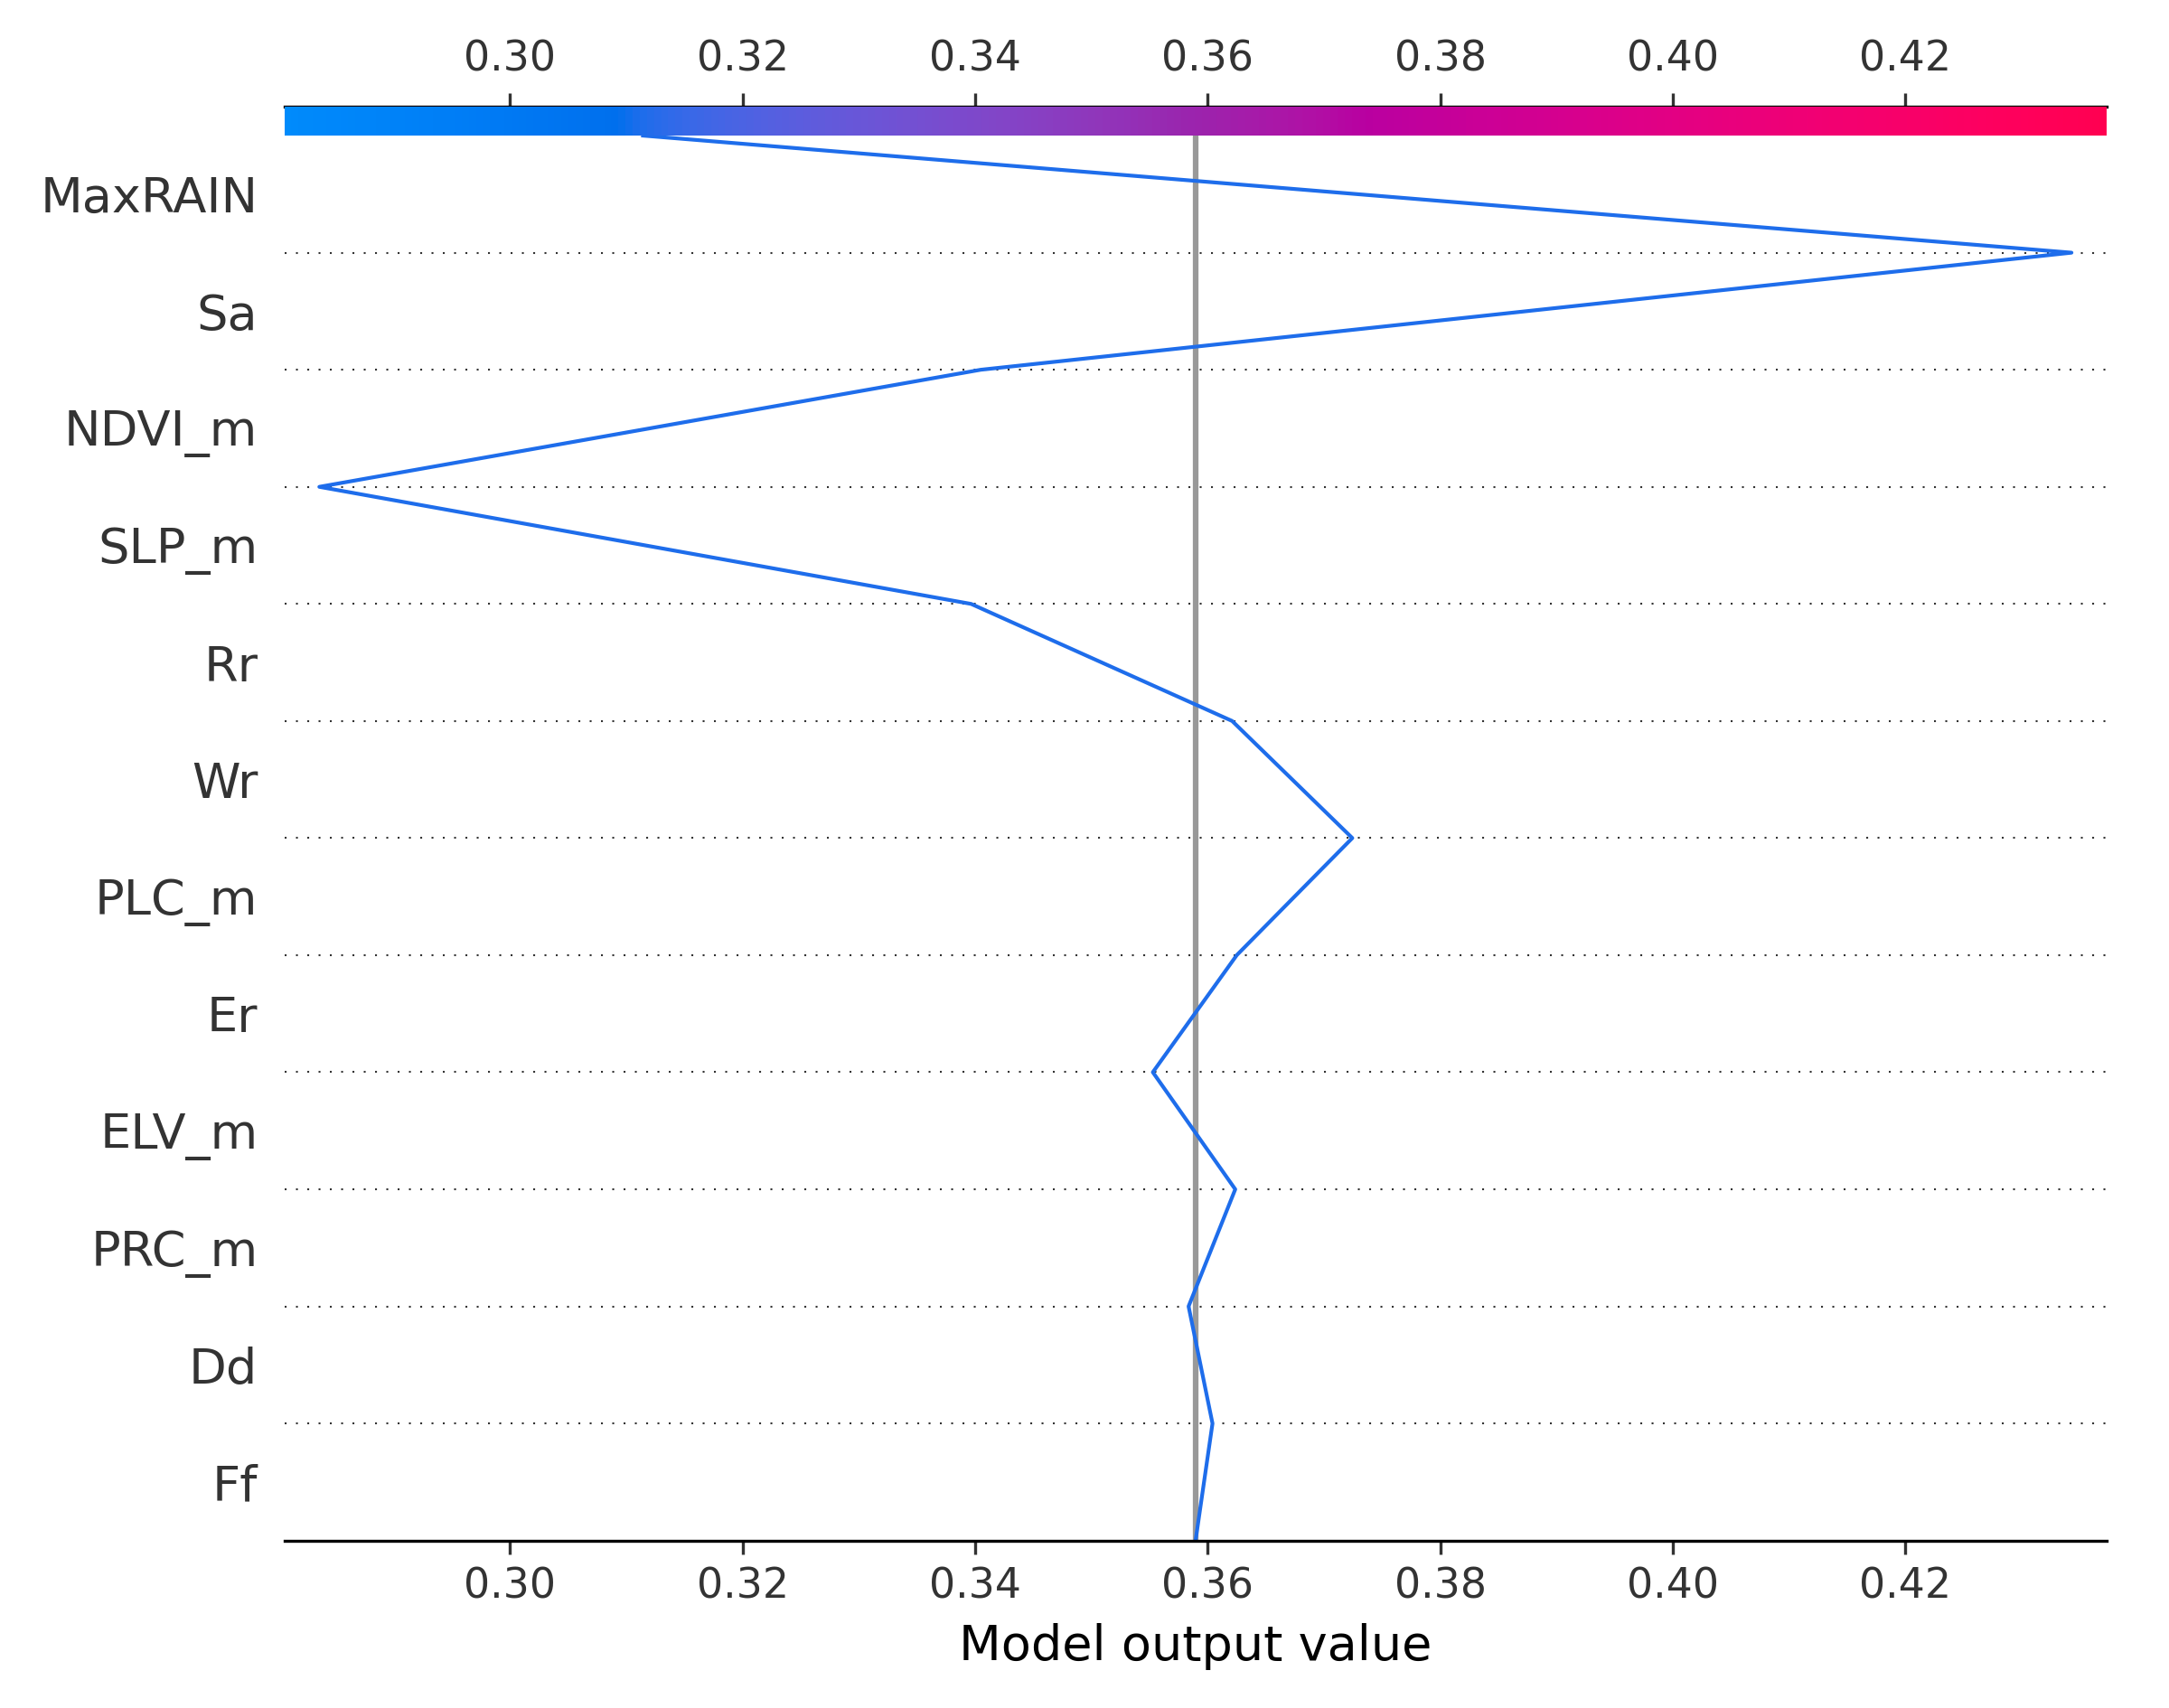 0.30 0.32 0.34 0.36 0.38 0.40 0.42
MaxRAIN
Sa
NDVI_m
SLP_m
Rr
Wr
PLC_m
Er
ELV_m
PRC_m
Dd
Ff
0.30 0.32 0.34 0.36 0.38 0.40 0.42
Model output value